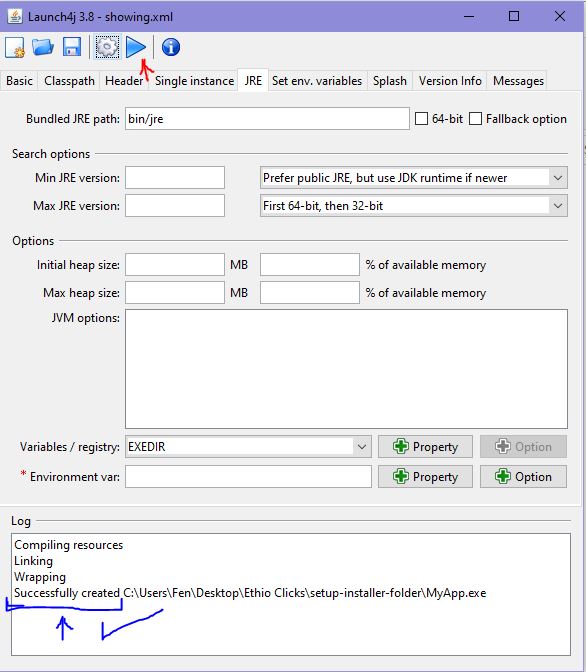 Launch4j 3.8 - showing.xml
Basic Classpath Header Single instance JRE Set env. variables Splash Version Info Messages
Bundled JRE path: bin/jre 64-bit Fallback option
Search options
Min JRE version: Prefer public JRE, but use JDK runtime if newer
Max JRE version: First 64-bit, then 32-bit
Options
Initial heap size: MB % of available memory
Max heap size: MB % of available memory
JVM options:
Variables / registry: EXEDIR Property Option
* Environment var: Property Option
Log
Compiling resources
Linking
Wrapping
Successfully created C:\Users\Fen\Desktop\Ethio Clicks\setup-installer-folder\MyApp.exe